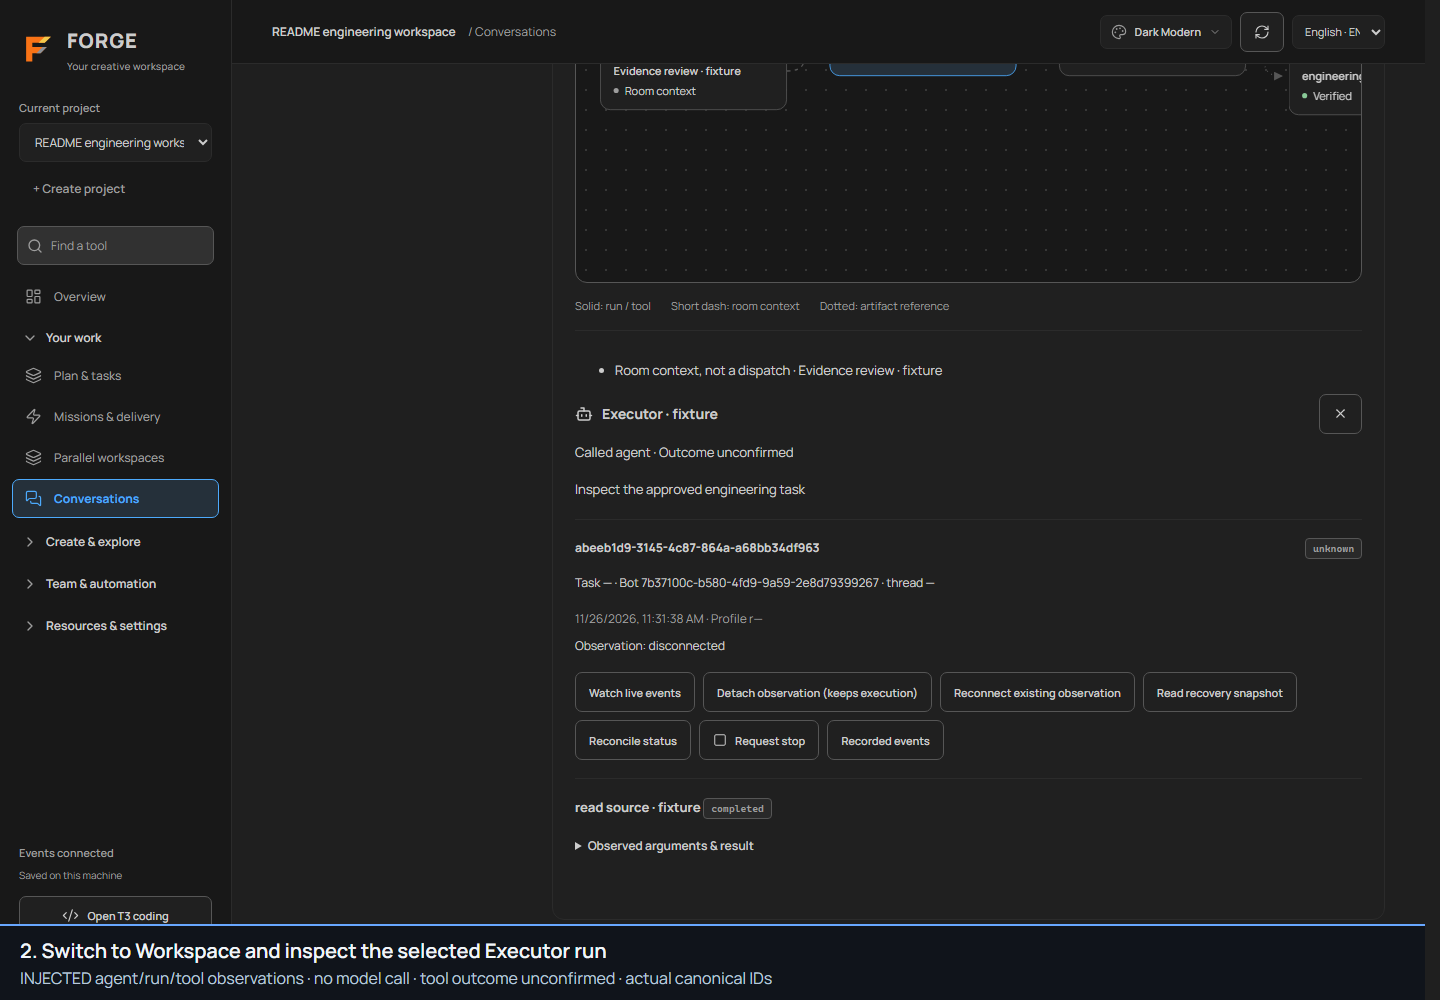 FORGE
Your creative workspace
Current project
README engineering works
+ Create project
Find a tool
Overview
Your work
Plan & tasks
Missions & delivery
Parallel workspaces
Conversations
Create & explore
Team & automation
Resources & settings
Events connected
Saved on this machine
Open T3 coding
README engineering workspace / Conversations
Dark Modern
English · EN
Evidence review · fixture
Room context
engineering
Verified
Solid: run / tool
Short dash: room context
Dotted: artifact reference
Room context, not a dispatch · Evidence review · fixture
Executor · fixture
Called agent · Outcome unconfirmed
Inspect the approved engineering task
abeeb1d9-3145-4c87-864a-a68bb34df963
unknown
Task — · Bot 7b37100c-b580-4fd9-9a59-2e8d79399267 · thread —
11/26/2026, 11:31:38 AM · Profile r—
Observation: disconnected
Watch live events
Detach observation (keeps execution)
Reconnect existing observation
Read recovery snapshot
Reconcile status
Request stop
Recorded events
read source · fixture completed
Observed arguments & result
2. Switch to Workspace and inspect the selected Executor run
INJECTED agent/run/tool observations · no model call · tool outcome unconfirmed · actual canonical IDs